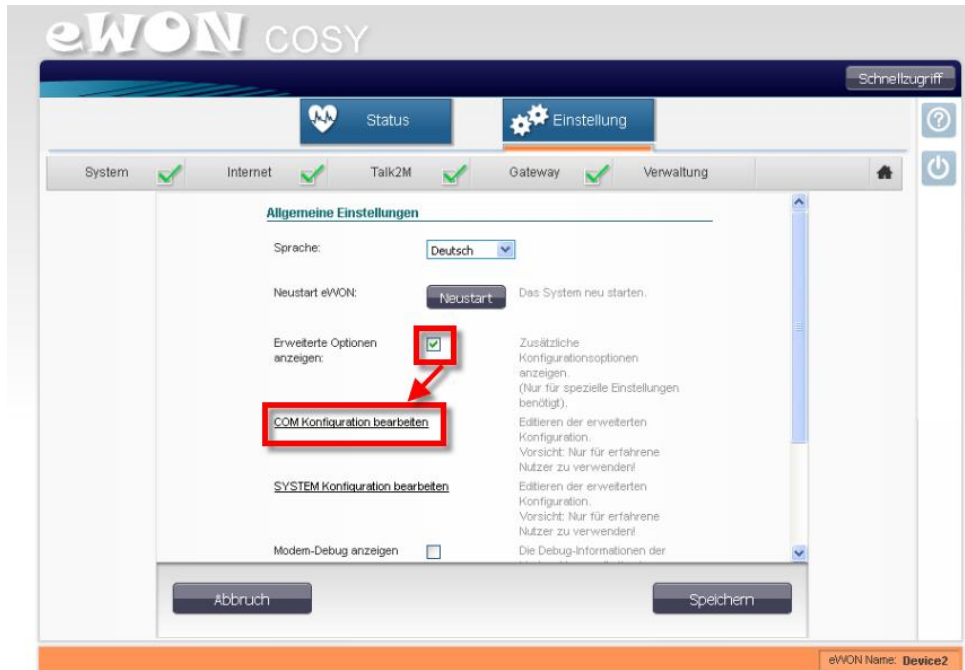 eWON COSY
Schnellzugriff
Status
Einstellung
System
Internet
Talk2M
Gateway
Verwaltung
Allgemeine Einstellungen
Sprache:
Deutsch
Neustart eWON:
Neustart
Das System neu starten.
Erweiterte Optionen
anzeigen:
Zusätzliche
Konfigurationsoptionen
anzeigen.
(Nur für spezielle Einstellungen
benötigt).
COM Konfiguration bearbeiten
Editieren der erweiterten
Konfiguration.
Vorsicht: Nur für erfahrene
Nutzer zu verwenden!
SYSTEM Konfiguration bearbeiten
Editieren der erweiterten
Konfiguration.
Vorsicht: Nur für erfahrene
Nutzer zu verwenden!
Modem-Debug anzeigen
Die Debug-Informationen der
Abbruch
Speichern
eWON Name: Device2